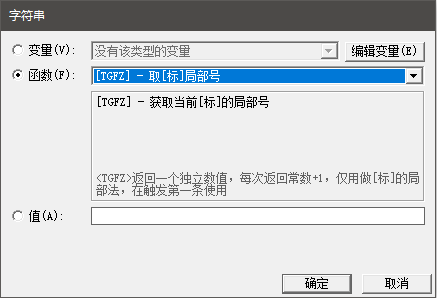 字符串
变量(V):
没有该类型的变量
编辑变量(E)
函数(F):
[TGFZ] - 取[标]局部号
[TGFZ] - 获取当前[标]的局部号
<TGFZ>返回一个独立数值，每次返回常数+1，仅用做[标]的局
部法，在触发第一条使用
值(A):
确定
取消